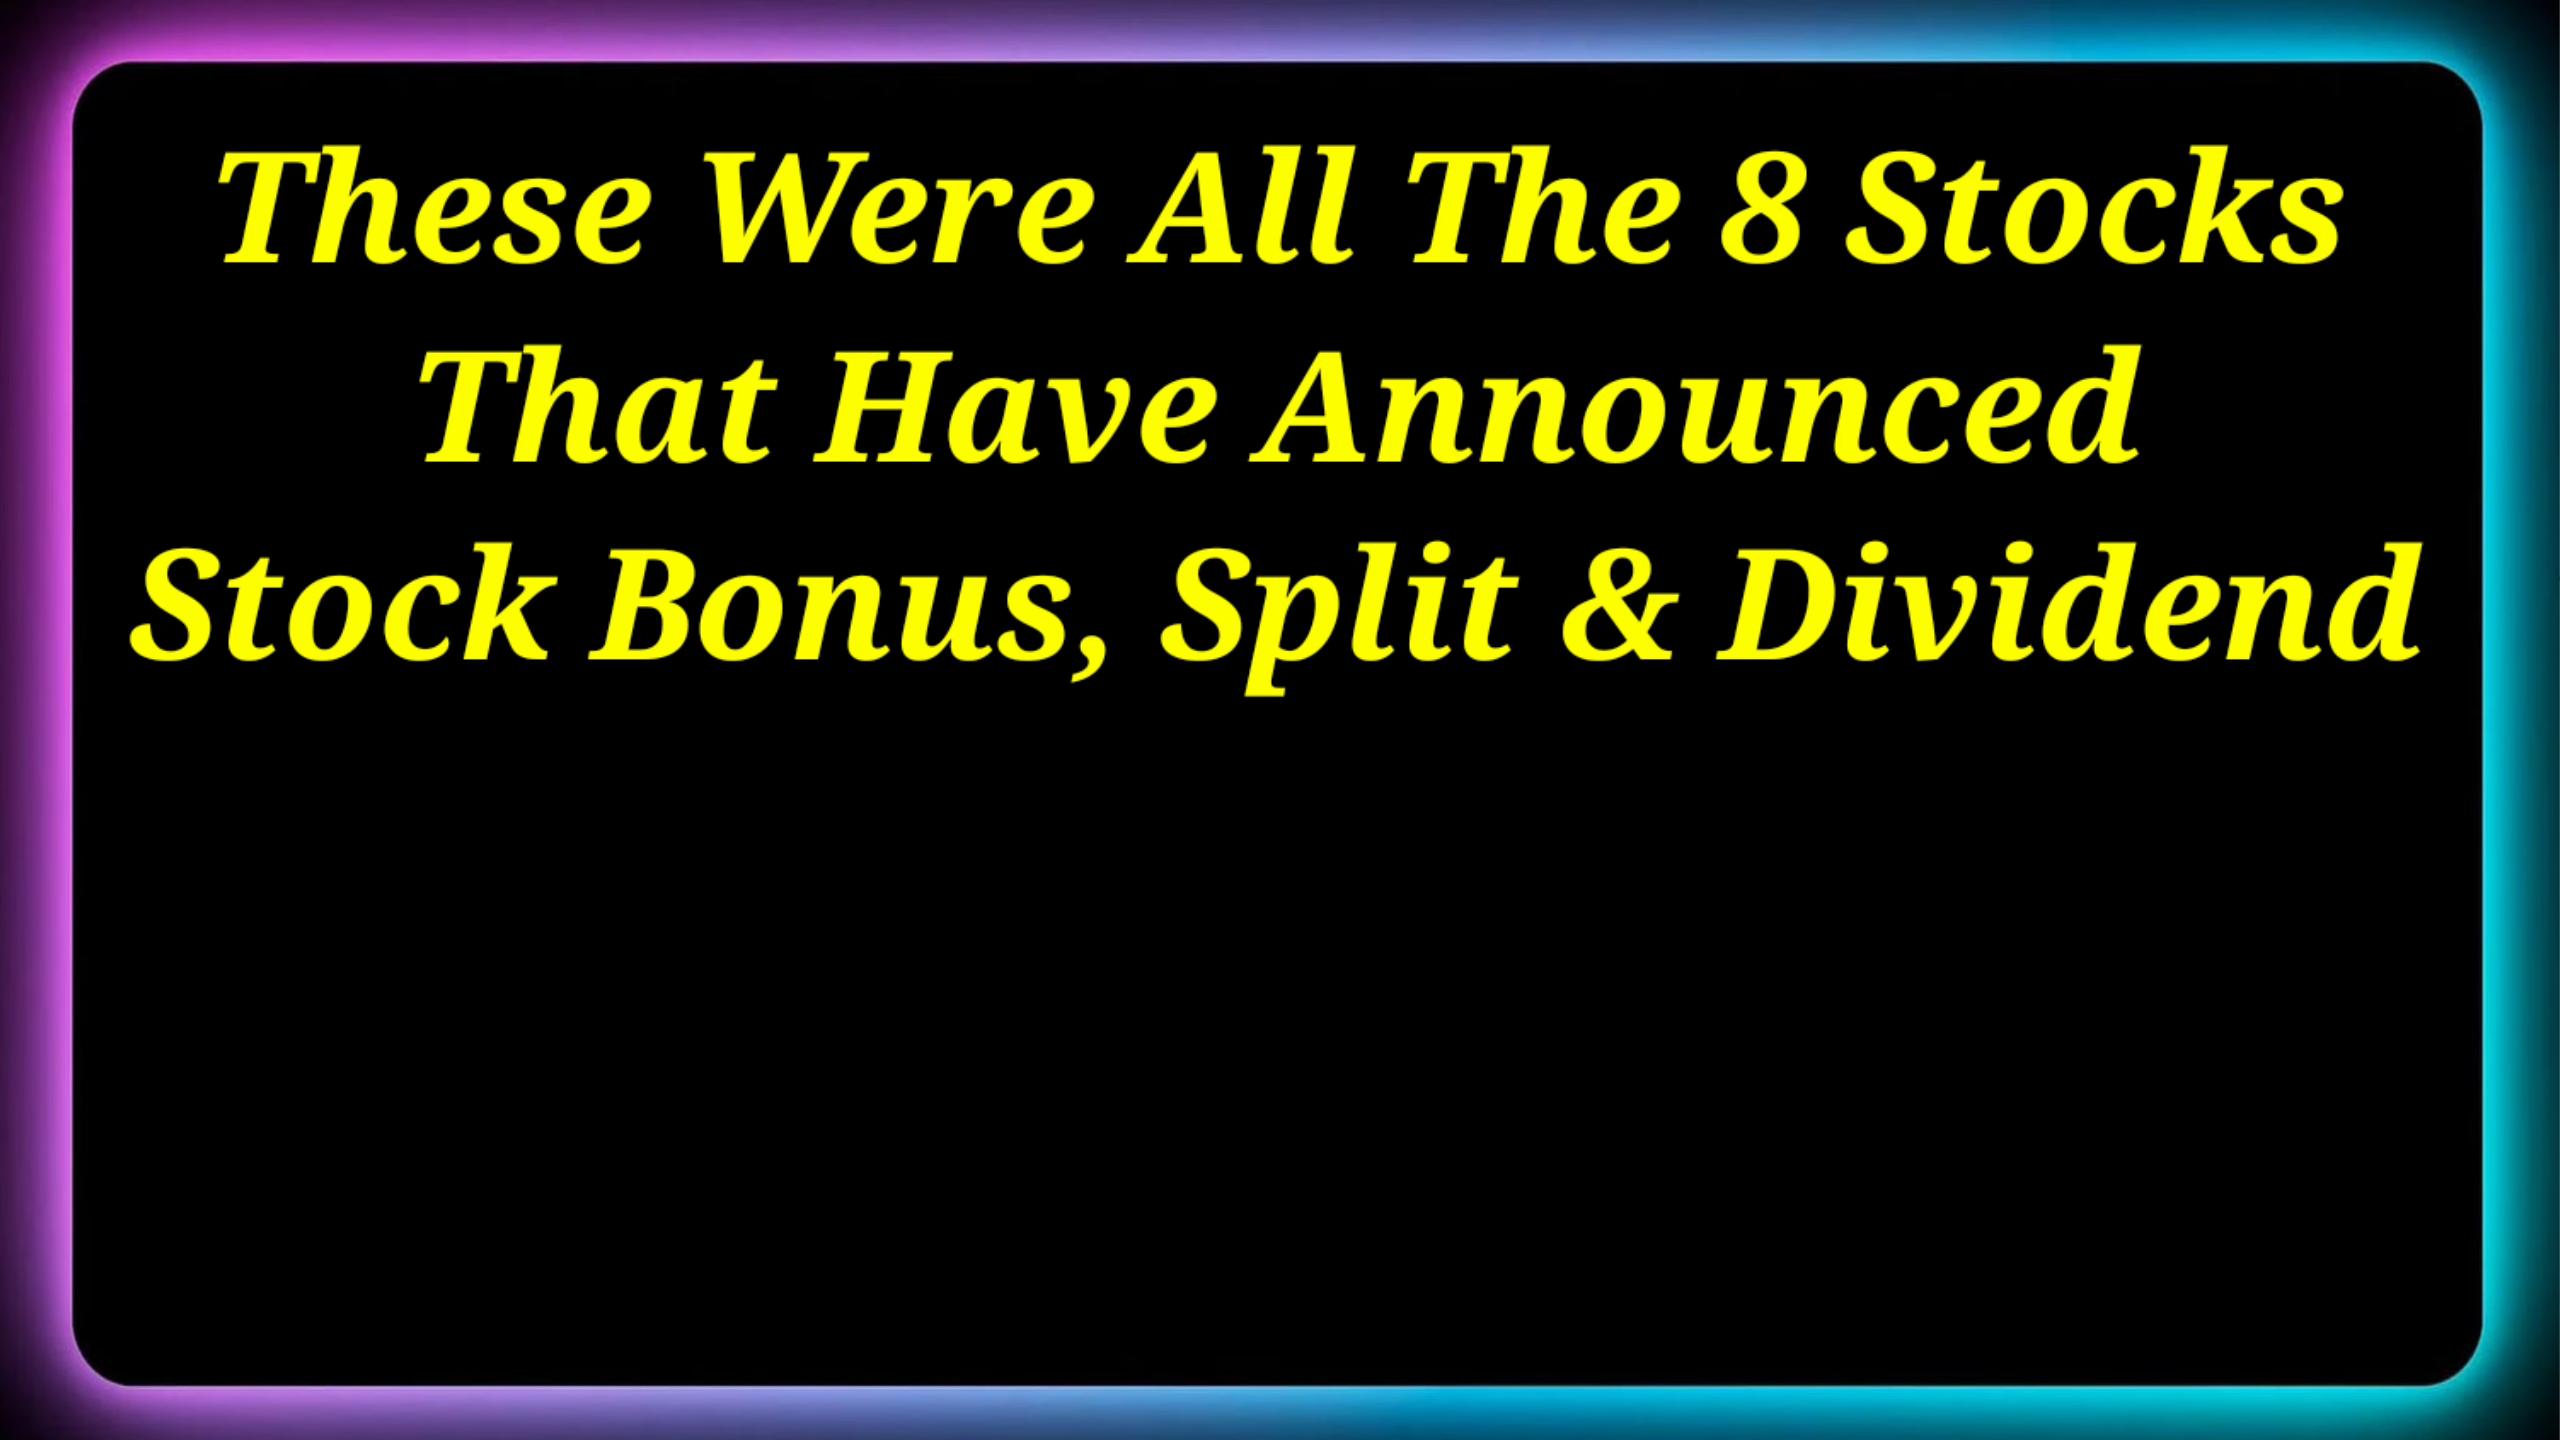 These Were All The 8 Stocks
That Have Announced
Stock Bonus, Split & Dividend